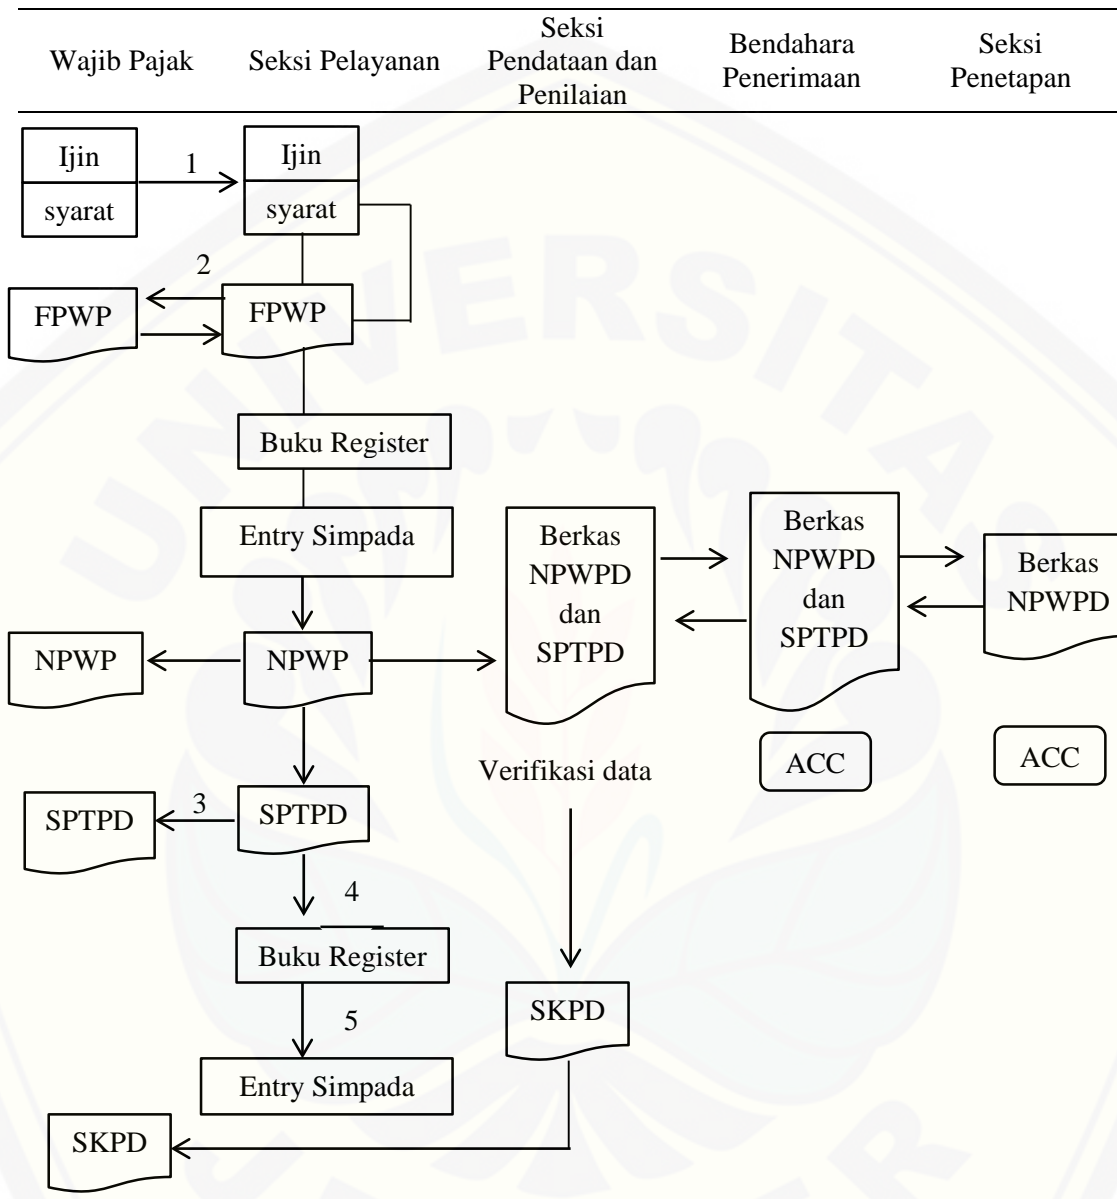 Wajib Pajak
Seksi Pelayanan
Seksi
Pendataan dan
Penilaian
Bendahara
Penerimaan
Seksi
Penetapan
Ijin
syarat
1
Ijin
syarat
2
FPWP
FPWP
Buku Register
Entry Simpada
Berkas
NPWPD
dan
SPTPD
Berkas
NPWPD
dan
SPTPD
Berkas
NPWPD
NPWP
NPWP
Verifikasi data
ACC
ACC
SPTPD
3
SPTPD
4
Buku Register
5
SKPD
Entry Simpada
SKPD
UNIVERSITAS